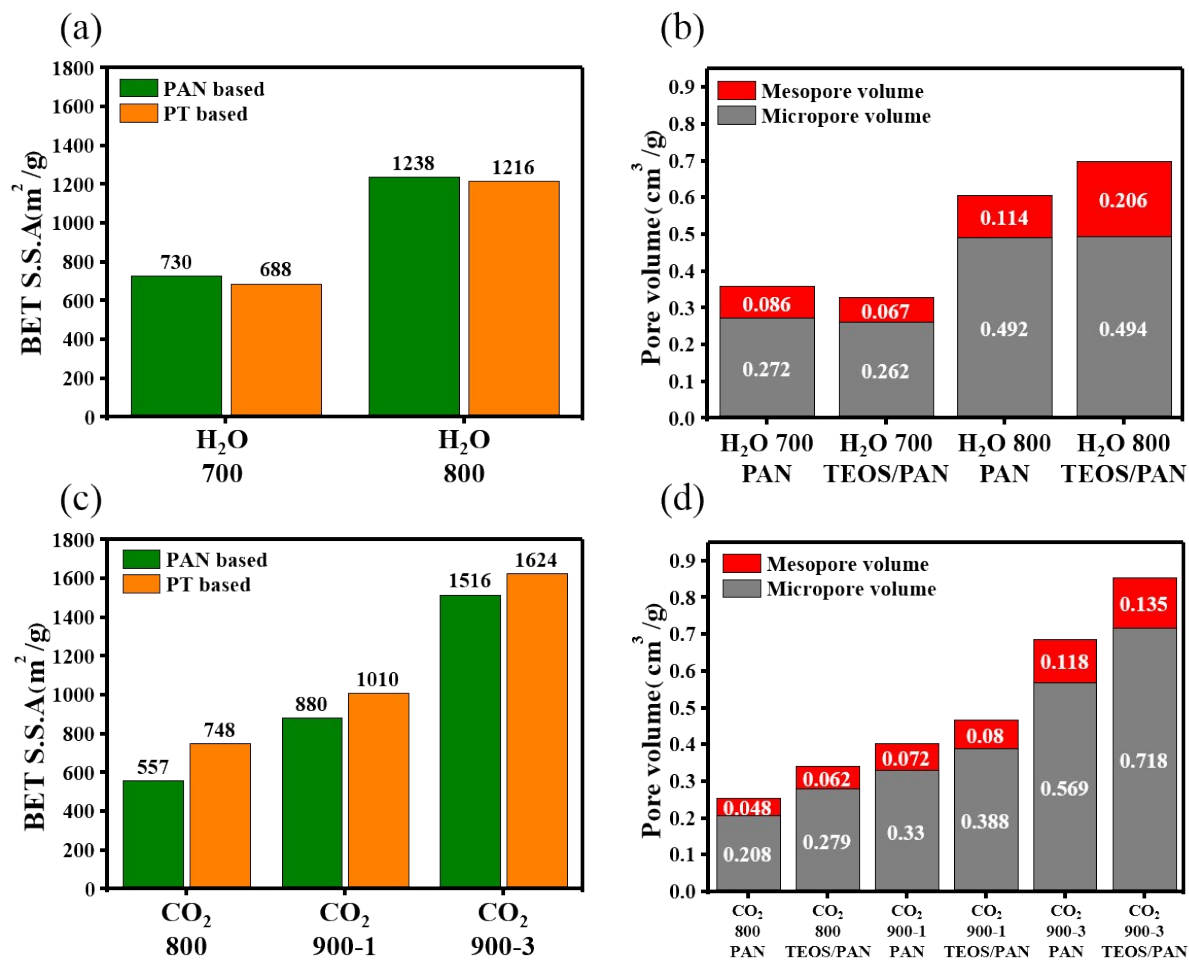 (a)
BET S.S.A(m²/g)
1800
1600
1400
1200
1000
800
600
400
200
0
PAN based
PT based
730
688
1238
1216
H₂O
700
H₂O
800
(b)
Pore volume( cm³/g)
0.9
0.8
0.7
0.6
0.5
0.4
0.3
0.2
0.1
0.0
Mesopore volume
Micropore volume
0.086
0.272
0.067
0.262
0.114
0.492
0.206
0.494
H₂O 700
PAN
H₂O 700
TEOS/PAN
H₂O 800
PAN
H₂O 800
TEOS/PAN
(c)
BET S.S.A(m²/g)
1800
1600
1400
1200
1000
800
600
400
200
0
PAN based
PT based
557
748
880
1010
1516
1624
CO₂
800
CO₂
900-1
CO₂
900-3
(d)
Pore volume( cm³/g)
0.9
0.8
0.7
0.6
0.5
0.4
0.3
0.2
0.1
0.0
Mesopore volume
Micropore volume
0.048
0.208
0.062
0.279
0.072
0.33
0.08
0.388
0.118
0.569
0.135
0.718
CO₂
800
PAN
CO₂
800
TEOS/PAN
CO₂
900-1
PAN
CO₂
900-1
TEOS/PAN
CO₂
900-3
PAN
CO₂
900-3
TEOS/PAN